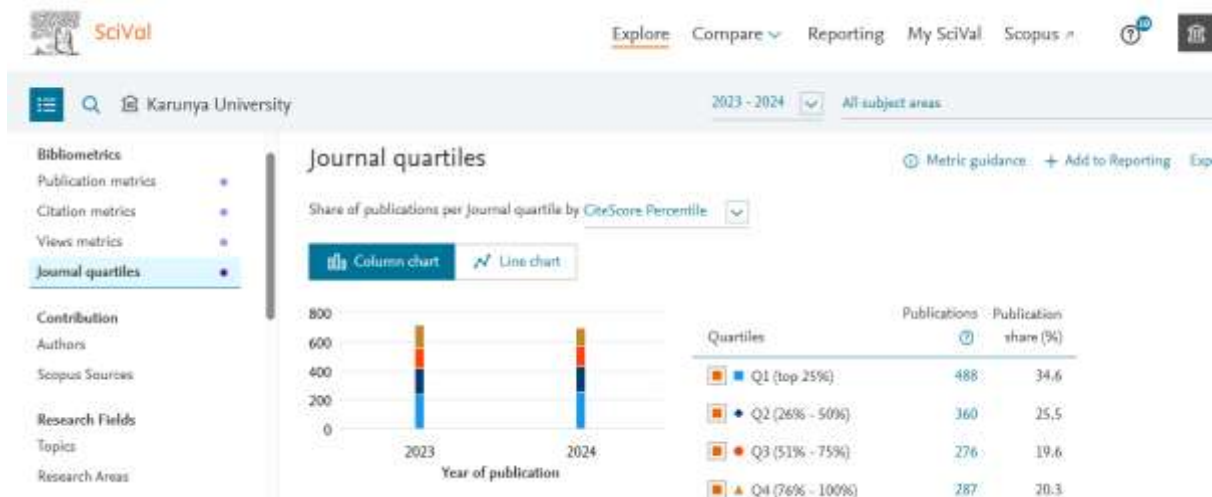 SciVal
Explore Compare Reporting My SciVal Scopus
Karunya University
2023 - 2024 All subject areas
Bibliometrics
Publication metrics
Citation metrics
Views metrics
Journal quartiles
Contribution
Authors
Scopus Sources
Research Fields
Topics
Research Areas
Journal quartiles
Metric guidance + Add to Reporting Exp
Share of publications per Journal quartile by CiteScore Percentile
Column chart Line chart
800
600
400
200
0
2023 2024
Year of publication
Quartiles Publications Publication share (%)
Q1 (top 25%) 488 34.6
Q2 (26% - 50%) 360 25.5
Q3 (51% - 75%) 276 19.6
Q4 (76% - 100%) 287 20.3